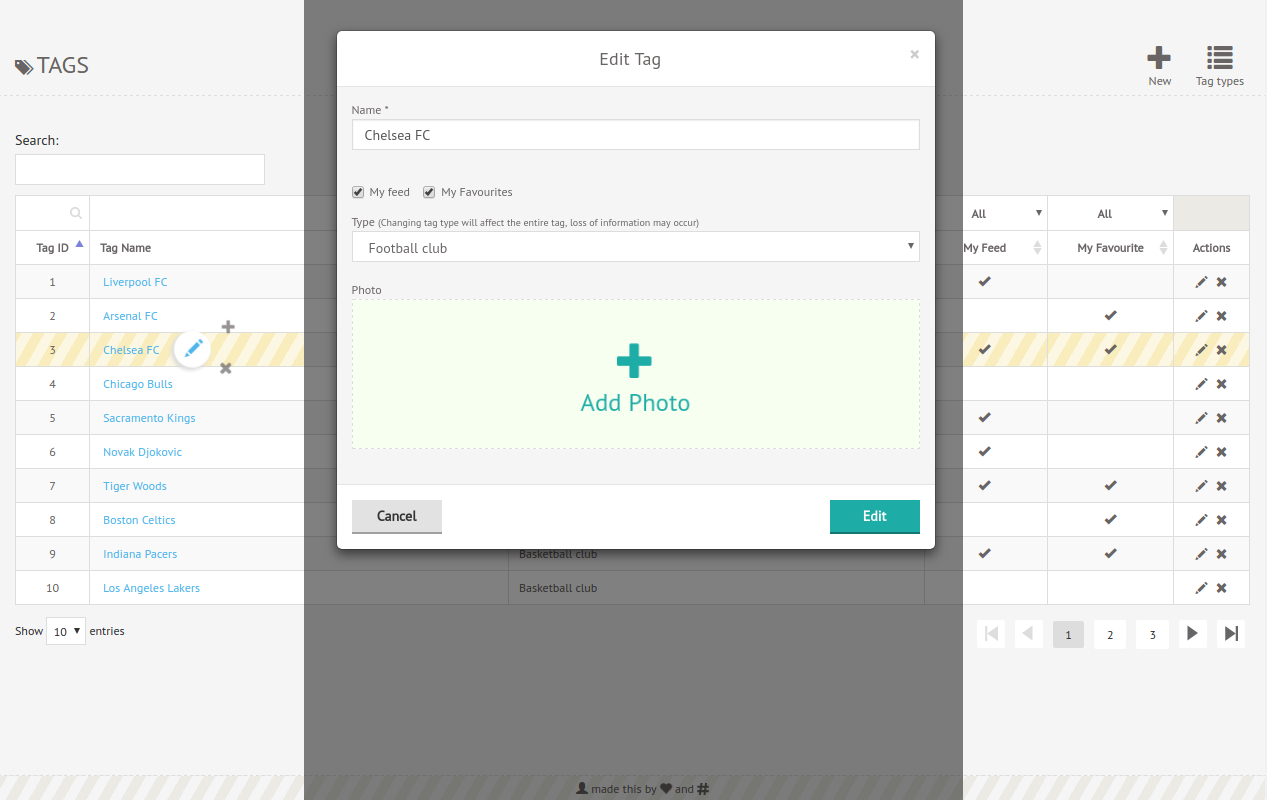 TAGS
New
Tag types
Edit Tag
×
Name *
Chelsea FC
My feed
My Favourites
Type (Changing tag type will affect the entire tag, loss of information may occur)
Football club
Photo
Add Photo
Cancel
Edit
Search:
All
All
Tag ID
Tag Name
My Feed
My Favourite
Actions
1
Liverpool FC
2
Arsenal FC
3
Chelsea FC
4
Chicago Bulls
5
Sacramento Kings
6
Novak Djokovic
7
Tiger Woods
8
Boston Celtics
9
Indiana Pacers
Basketball club
10
Los Angeles Lakers
Basketball club
Show 10 entries
1
2
3
made this by and